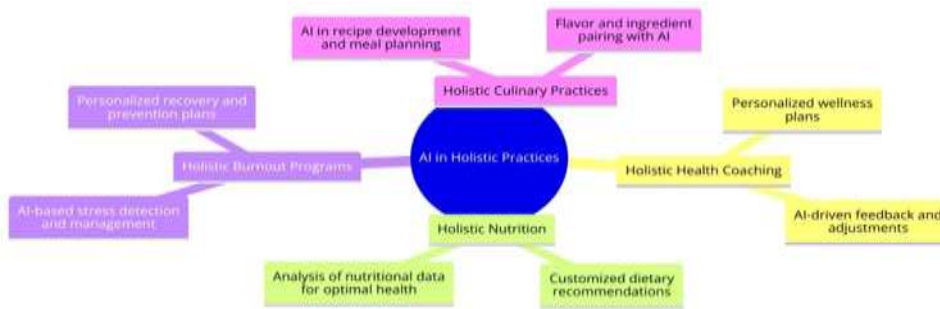 AI in recipe development
and meal planning
Flavor and ingredient
pairing with AI
Holistic Culinary Practices
Personalized recovery and
prevention plans
Personalized wellness
plans
Holistic Burnout Programs
AI in Holistic Practices
Holistic Health Coaching
AI-based stress detection
and management
AI-driven feedback and
adjustments
Holistic Nutrition
Analysis of nutritional data
for optimal health
Customized dietary
recommendations